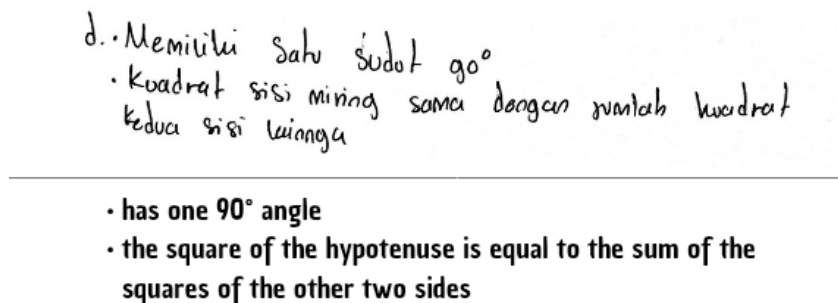 d. · Memiliki satu sudut 90°
· Kuadrat sisi miring sama dengan jumlah kuadrat
kedua sisi lainnya
· has one 90° angle
· the square of the hypotenuse is equal to the sum of the
squares of the other two sides